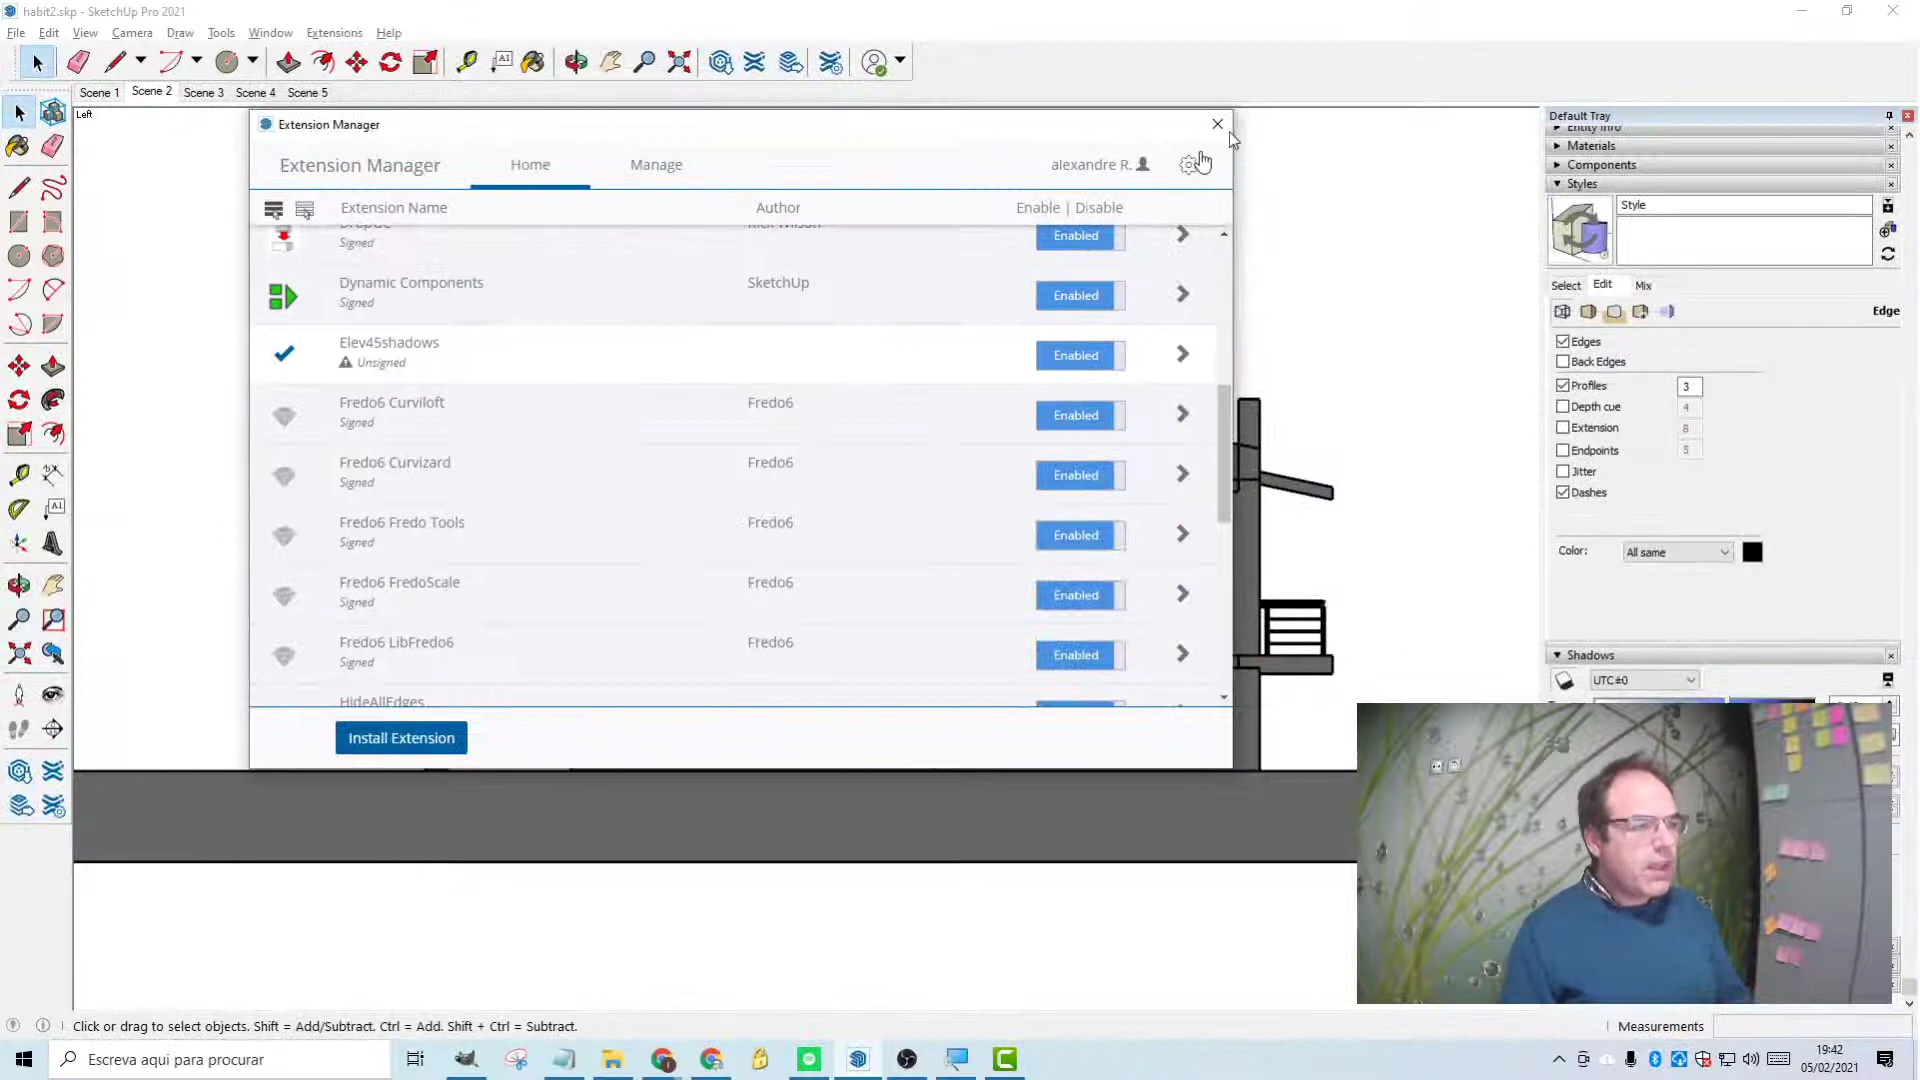 habit2.skp - SketchUp Pro 2021
File Edit View Camera Draw Tools Window Extensions Help
Scene 1 Scene 2 Scene 3 Scene 4 Scene 5
Left
Extension Manager
Extension Manager Home Manage alexandre R.
Extension Name Author Enable | Disable
Signed Enabled
Dynamic Components SketchUp Enabled
Signed
Elev45shadows Enabled
Unsigned
Fredo6 Curviloft Fredo6 Enabled
Signed
Fredo6 Curvizard Fredo6 Enabled
Signed
Fredo6 Fredo Tools Fredo6 Enabled
Signed
Fredo6 FredoScale Fredo6 Enabled
Signed
Fredo6 LibFredo6 Fredo6 Enabled
Signed
HideAllEdges
Install Extension
Default Tray
Entity Info
Materials
Components
Styles
Style
Select Edit Mix
Edge
Edges
Back Edges
Profiles 3
Depth cue 4
Extension 8
Endpoints 5
Jitter
Dashes
Color: All same
Shadows
UTC±0
Click or drag to select objects. Shift = Add/Subtract. Ctrl = Add. Shift + Ctrl = Subtract.
Measurements
Escreva aqui para procurar
19:42
05/02/2021